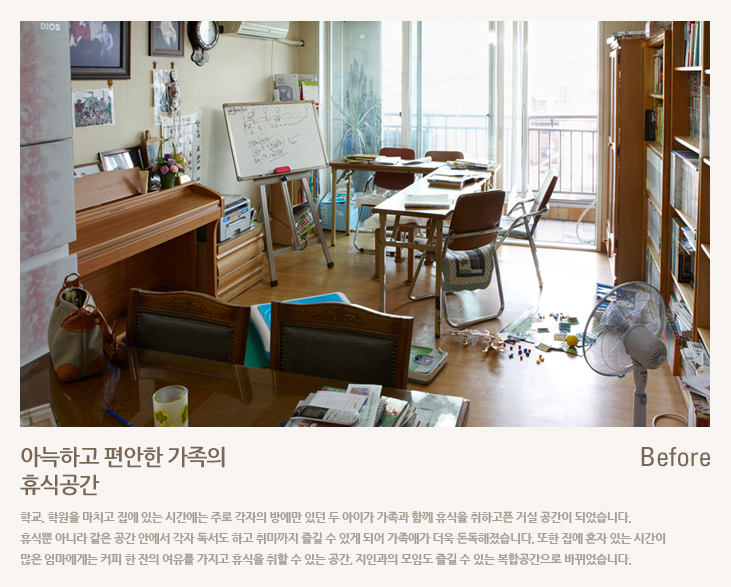 DIOS
아늑하고 편안한 가족의
휴식공간
Before
학교, 학원을 마치고 집에 있는 시간에는 주로 각자의 방에만 있던 두 아이가 가족과 함께 휴식을 취하고픈 거실 공간이 되었습니다.
휴식뿐 아니라 같은 공간 안에서 각자 독서도 하고 취미까지 즐길 수 있게 되어 가족애가 더욱 돈독해졌습니다. 또한 집에 혼자 있는 시간이
많은 엄마에게는 커피 한 잔의 여유를 가지고 휴식을 취할 수 있는 공간, 지인과의 모임도 즐길 수 있는 복합공간으로 바뀌었습니다.